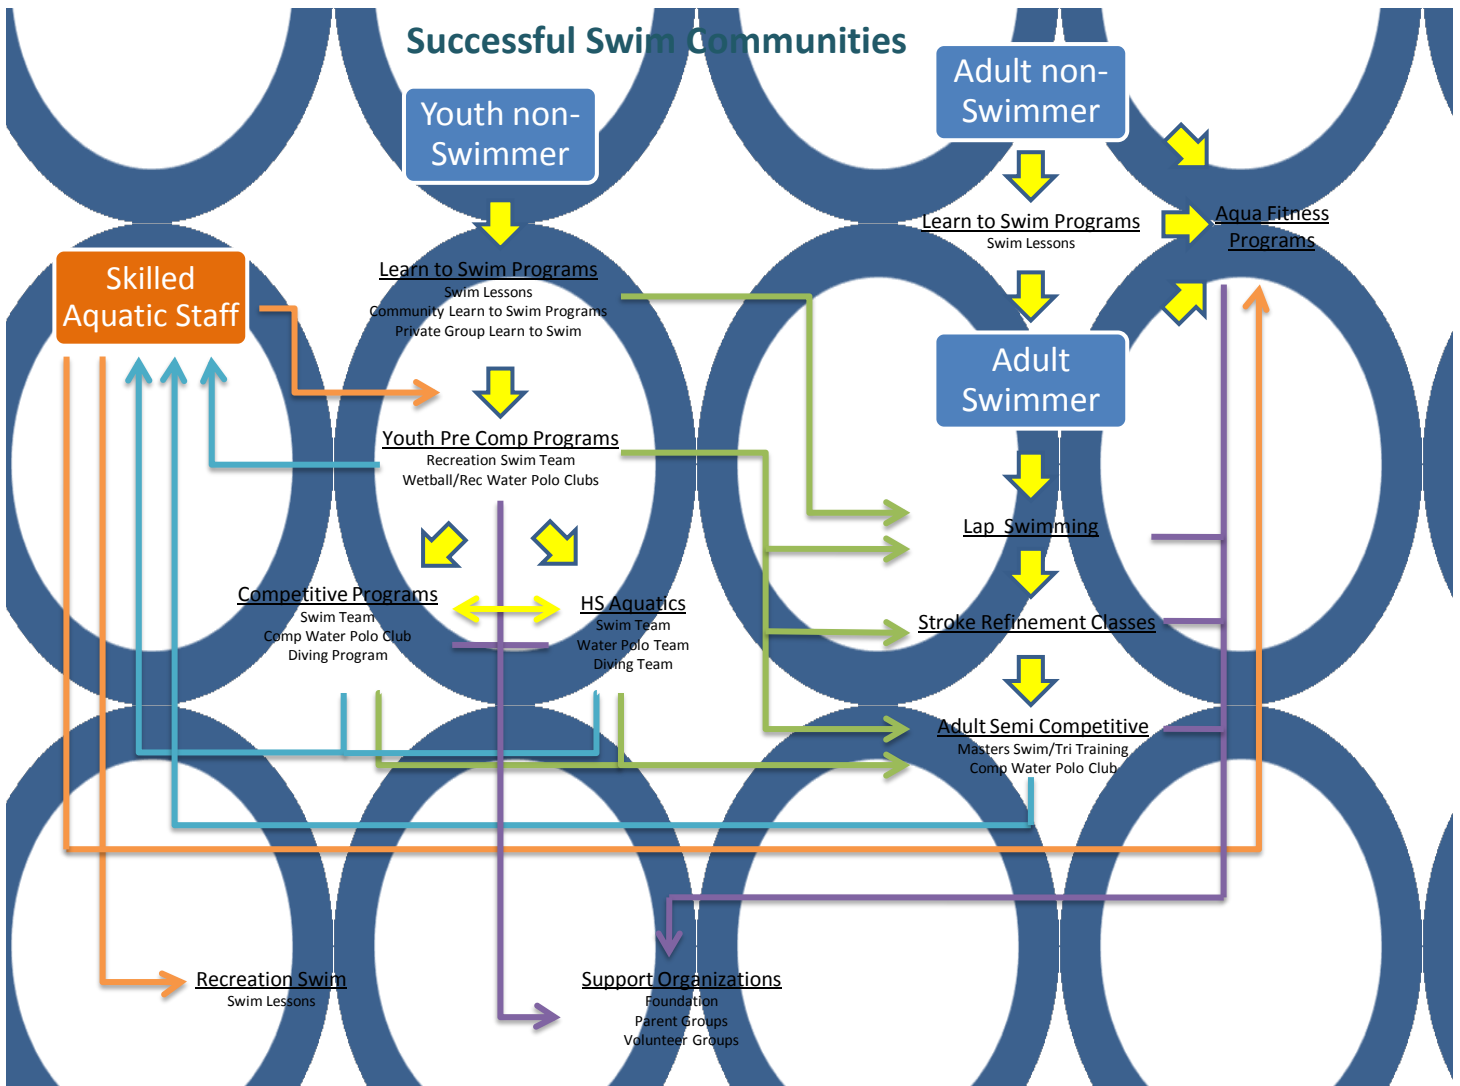 Successful Swim Communities
Youth non-
Swimmer
Adult non-
Swimmer
Learn to Swim Programs
Swim Lessons
Aqua Fitness
Programs
Skilled
Aquatic Staff
Learn to Swim Programs
Swim Lessons
Community Learn to Swim Programs
Private Group Learn to Swim
Adult
Swimmer
Youth Pre Comp Programs
Recreation Swim Team
Wetball/Rec Water Polo Clubs
Lap Swimming
Competitive Programs
Swim Team
Comp Water Polo Club
Diving Program
HS Aquatics
Swim Team
Water Polo Team
Diving Team
Stroke Refinement Classes
Adult Semi Competitive
Masters Swim/Tri Training
Comp Water Polo Club
Recreation Swim
Swim Lessons
Support Organizations
Foundation
Parent Groups
Volunteer Groups